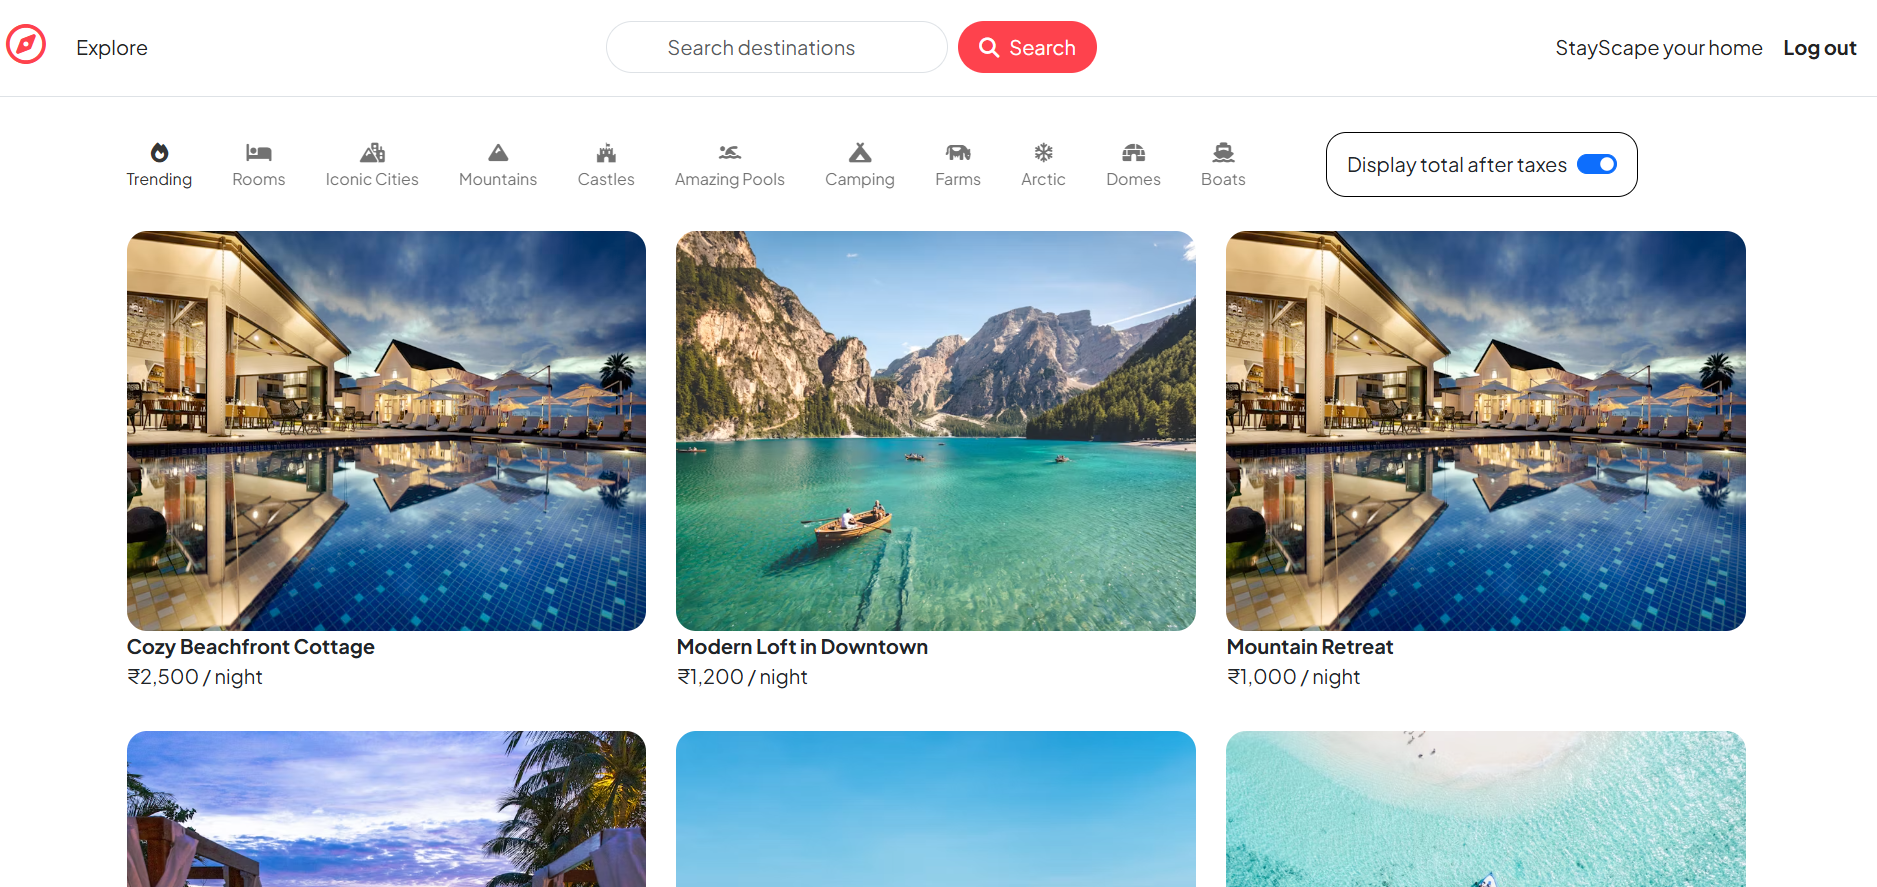 Explore
Search destinations
Search
StayScape your home
Log out
Trending
Rooms
Iconic Cities
Mountains
Castles
Amazing Pools
Camping
Farms
Arctic
Domes
Boats
Display total after taxes
Cozy Beachfront Cottage
₹2,500 / night
Modern Loft in Downtown
₹1,200 / night
Mountain Retreat
₹1,000 / night